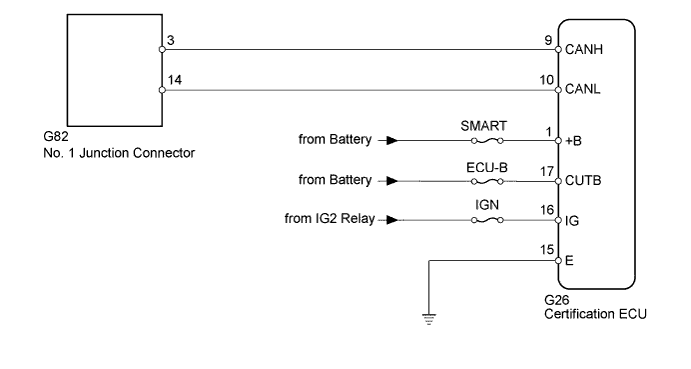 3
9
CANH
14
10
CANL
G82
No. 1 Junction Connector
from Battery
SMART
1
+B
from Battery
ECU-B
17
CUTB
from IG2 Relay
IGN
16
IG
15
E
G26
Certification ECU